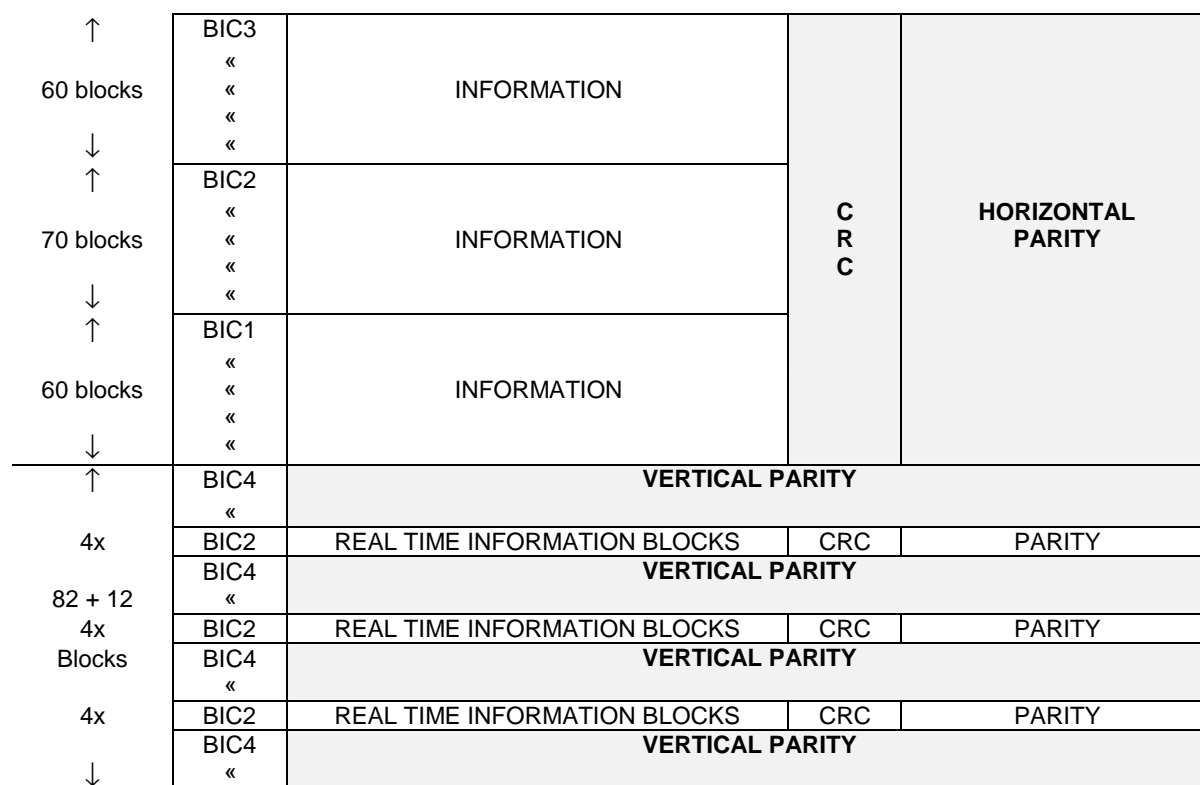 ↑ BIC3
«
60 blocks « INFORMATION
«
↓ «
↑ BIC2
« C HORIZONTAL
70 blocks « INFORMATION R PARITY
« C
↓ «
↑ BIC1
«
60 blocks « INFORMATION
«
↓ «
↑ BIC4 VERTICAL PARITY
«
4x BIC2 REAL TIME INFORMATION BLOCKS CRC PARITY
BIC4 VERTICAL PARITY
82 + 12 «
4x BIC2 REAL TIME INFORMATION BLOCKS CRC PARITY
Blocks BIC4 VERTICAL PARITY
«
4x BIC2 REAL TIME INFORMATION BLOCKS CRC PARITY
BIC4 VERTICAL PARITY
↓ «